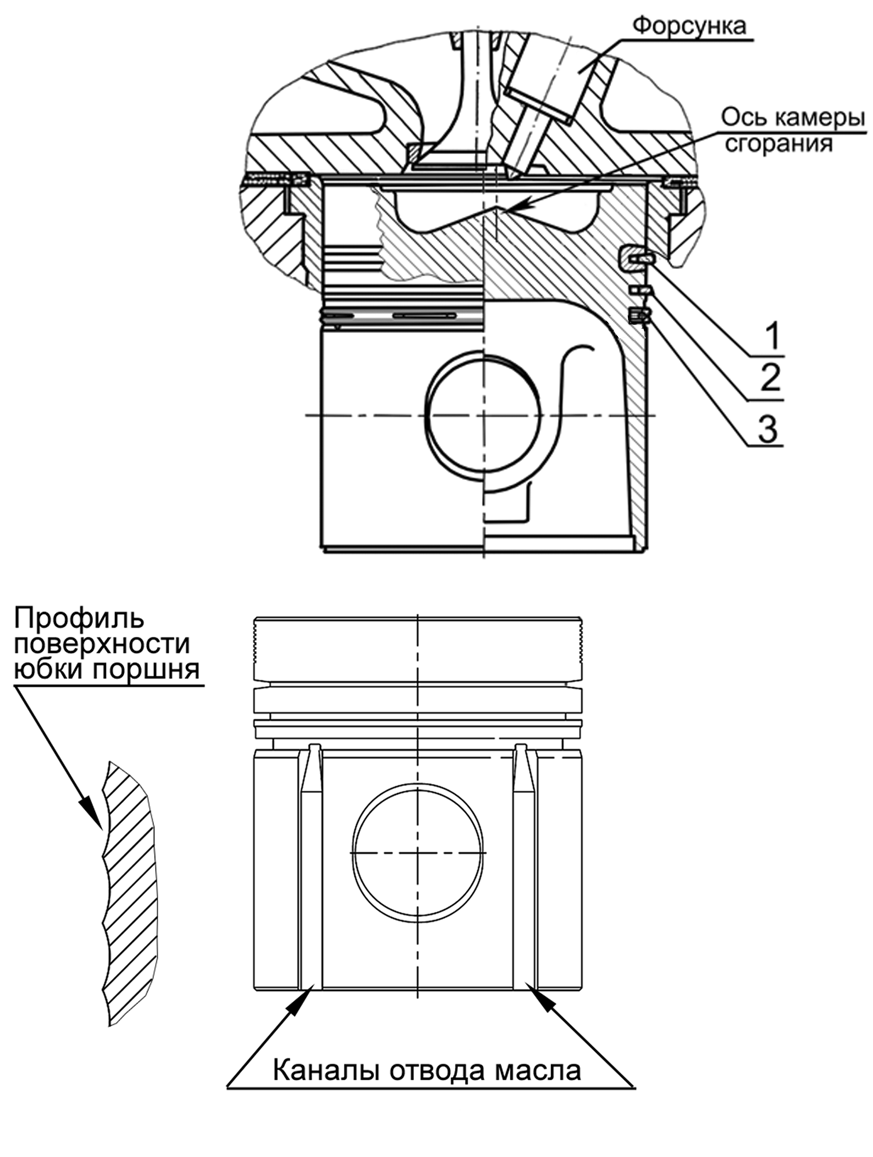 Форсунка
Ось камеры
сгорания
1
2
3
Профиль
поверхности
юбки поршня
Каналы отвода масла